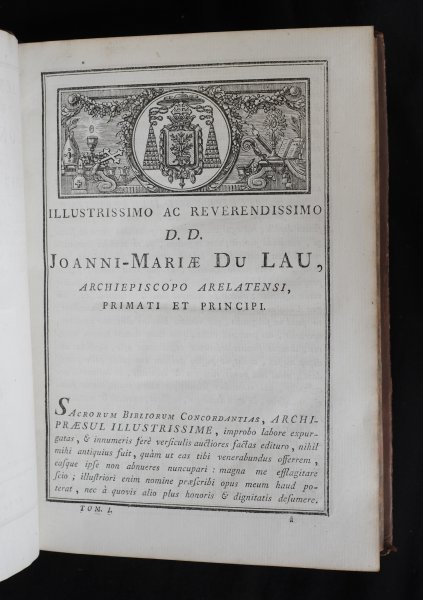 ILLUSTRISSIMO AC REVERENDISSIMO
D. D.
JOANNI-MARIÆ DU LAU,
ARCHIEPISCOPO ARELATENSI,
PRIMATI ET PRINCIPI.
SACRORUM BIBLIORUM CONCORDANTIAS, ARCHI-
PRÆSUL ILLUSTRISSIME, improbo labore expur-
gatas, & innumeris ferè versiculis auctiores factas edituro, nihil
mihi antiquius fuit, quàm ut eas tibi venerabundus offerrem,
easque ipse non abnueres nuncupari : magna me efflagitare
scio ; illustriori enim nomine præscribi opus meum haud po-
terat, nec à quovis alio plus honoris & dignitatis desumere.
TOM. I. a